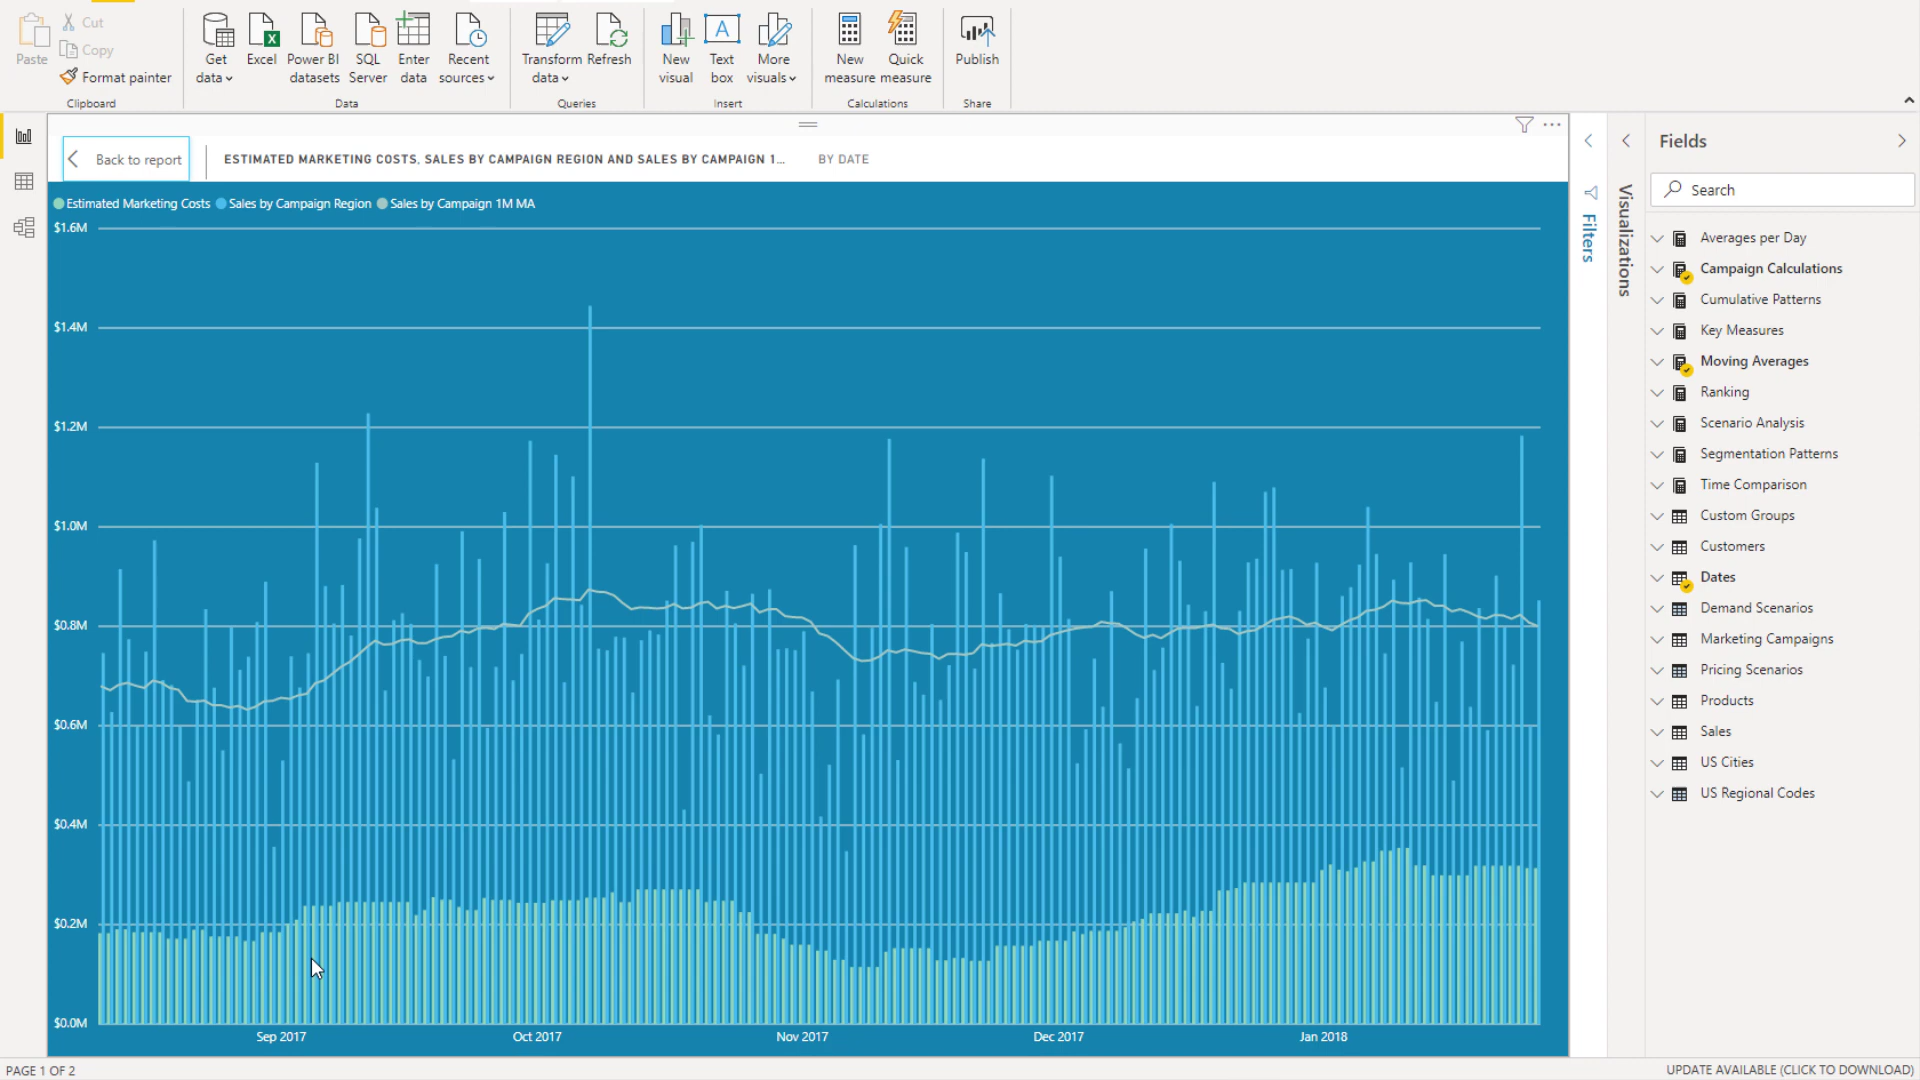 Paste
Cut
Copy
Format painter
Clipboard
Get data
Excel
Power BI datasets
SQL Server
Enter data
Recent sources
Data
Transform data
Refresh
Queries
New visual
A
Text box
More visuals
Insert
New measure
Quick measure
Calculations
Publish
Share
Back to report
ESTIMATED MARKETING COSTS, SALES BY CAMPAIGN REGION AND SALES BY CAMPAIGN 1...
BY DATE
Estimated Marketing Costs
Sales by Campaign Region
Sales by Campaign 1M MA
$1.6M
$1.4M
$1.2M
$1.0M
$0.8M
$0.6M
$0.4M
$0.2M
$0.0M
Sep 2017
Oct 2017
Nov 2017
Dec 2017
Jan 2018
Filters
Visualizations
Fields
Search
Averages per Day
Campaign Calculations
Cumulative Patterns
Key Measures
Moving Averages
Ranking
Scenario Analysis
Segmentation Patterns
Time Comparison
Custom Groups
Customers
Dates
Demand Scenarios
Marketing Campaigns
Pricing Scenarios
Products
Sales
US Cities
US Regional Codes
PAGE 1 OF 2
UPDATE AVAILABLE (CLICK TO DOWNLOAD)